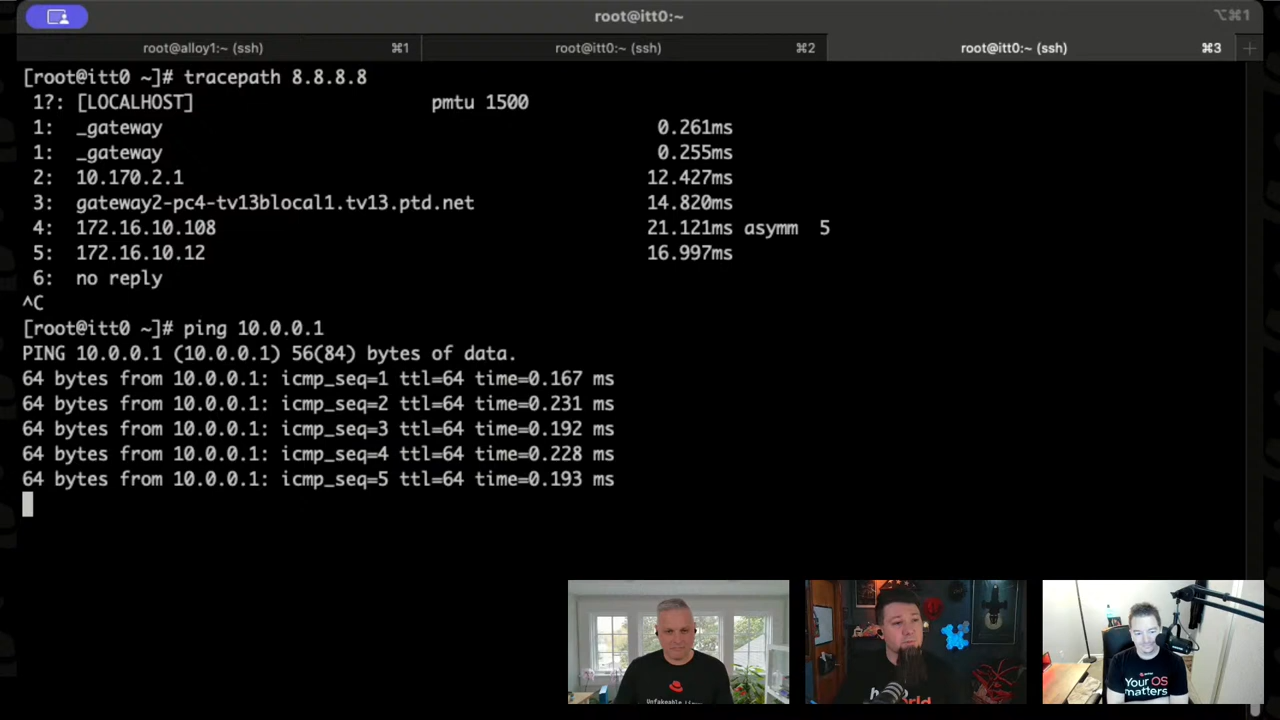 root@itt0:~
⌥⌘1
root@alloy1:~ (ssh) ⌘1
root@itt0:~ (ssh) ⌘2
root@itt0:~ (ssh) ⌘3
[root@itt0 ~]# tracepath 8.8.8.8
1?: [LOCALHOST] pmtu 1500
1: _gateway 0.261ms
1: _gateway 0.255ms
2: 10.170.2.1 12.427ms
3: gateway2-pc4-tv13blocal1.tv13.ptd.net 14.820ms
4: 172.16.10.108 21.121ms asymm 5
5: 172.16.10.12 16.997ms
6: no reply
^C
[root@itt0 ~]# ping 10.0.0.1
PING 10.0.0.1 (10.0.0.1) 56(84) bytes of data.
64 bytes from 10.0.0.1: icmp_seq=1 ttl=64 time=0.167 ms
64 bytes from 10.0.0.1: icmp_seq=2 ttl=64 time=0.231 ms
64 bytes from 10.0.0.1: icmp_seq=3 ttl=64 time=0.192 ms
64 bytes from 10.0.0.1: icmp_seq=4 ttl=64 time=0.228 ms
64 bytes from 10.0.0.1: icmp_seq=5 ttl=64 time=0.193 ms
Your OS
matters